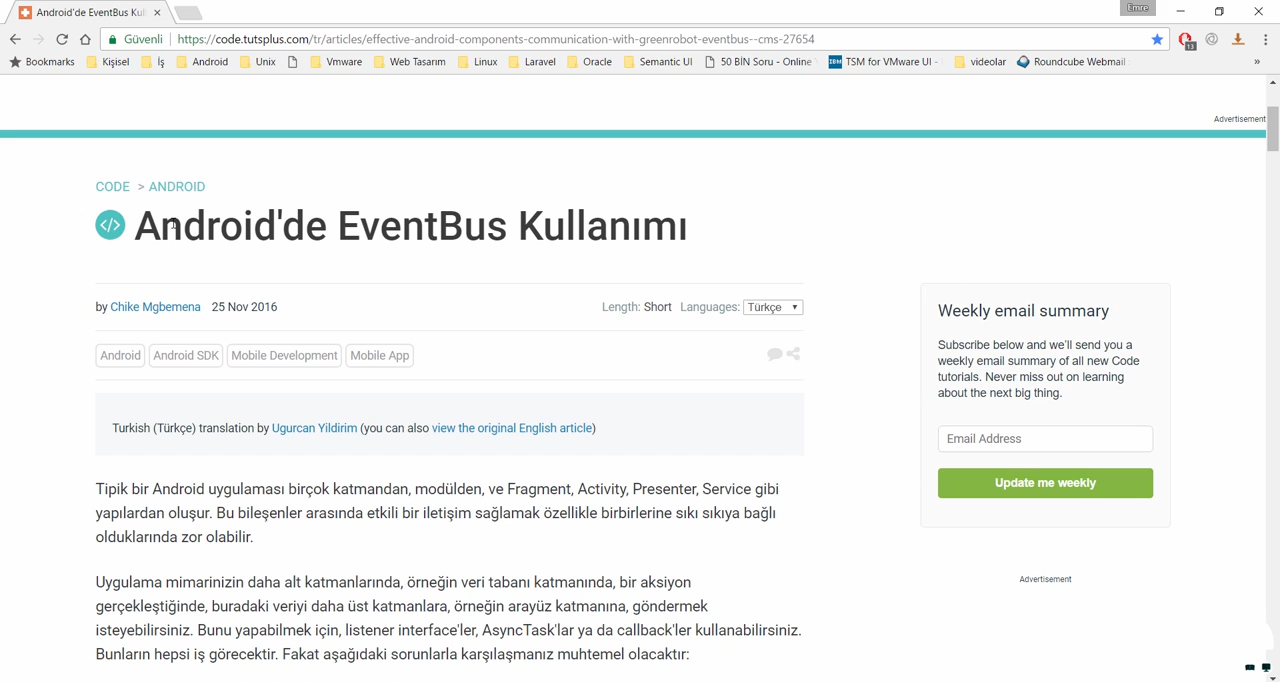 Android'de EventBus Kul
Emre
Güvenli
https://code.tutsplus.com/tr/articles/effective-android-components-communication-with-greenrobot-eventbus--cms-27654
13
Bookmarks Kişisel İş Android Unix Vmware Web Tasarım Linux Laravel Oracle Semantic UI 50 BİN Soru - Online IBM TSM for VMware UI - videolar Roundcube Webmail »
Advertisement
CODE > ANDROID
</> Android'de EventBus Kullanımı
by Chike Mgbemena 25 Nov 2016 Length: Short Languages: Türkçe
Android Android SDK Mobile Development Mobile App
Turkish (Türkçe) translation by Ugurcan Yildirim (you can also view the original English article)
Tipik bir Android uygulaması birçok katmandan, modülden, ve Fragment, Activity, Presenter, Service gibi
yapılardan oluşur. Bu bileşenler arasında etkili bir iletişim sağlamak özellikle birbirlerine sıkı sıkıya bağlı
olduklarında zor olabilir.
Uygulama mimarinizin daha alt katmanlarında, örneğin veri tabanı katmanında, bir aksiyon
gerçekleştiğinde, buradaki veriyi daha üst katmanlara, örneğin arayüz katmanına, göndermek
isteyebilirsiniz. Bunu yapabilmek için, listener interface'ler, AsyncTask'lar ya da callback'ler kullanabilirsiniz.
Bunların hepsi iş görecektir. Fakat aşağıdaki sorunlarla karşılaşmanız muhtemel olacaktır:
Weekly email summary
Subscribe below and we'll send you a
weekly email summary of all new Code
tutorials. Never miss out on learning
about the next big thing.
Email Address
Update me weekly
Advertisement